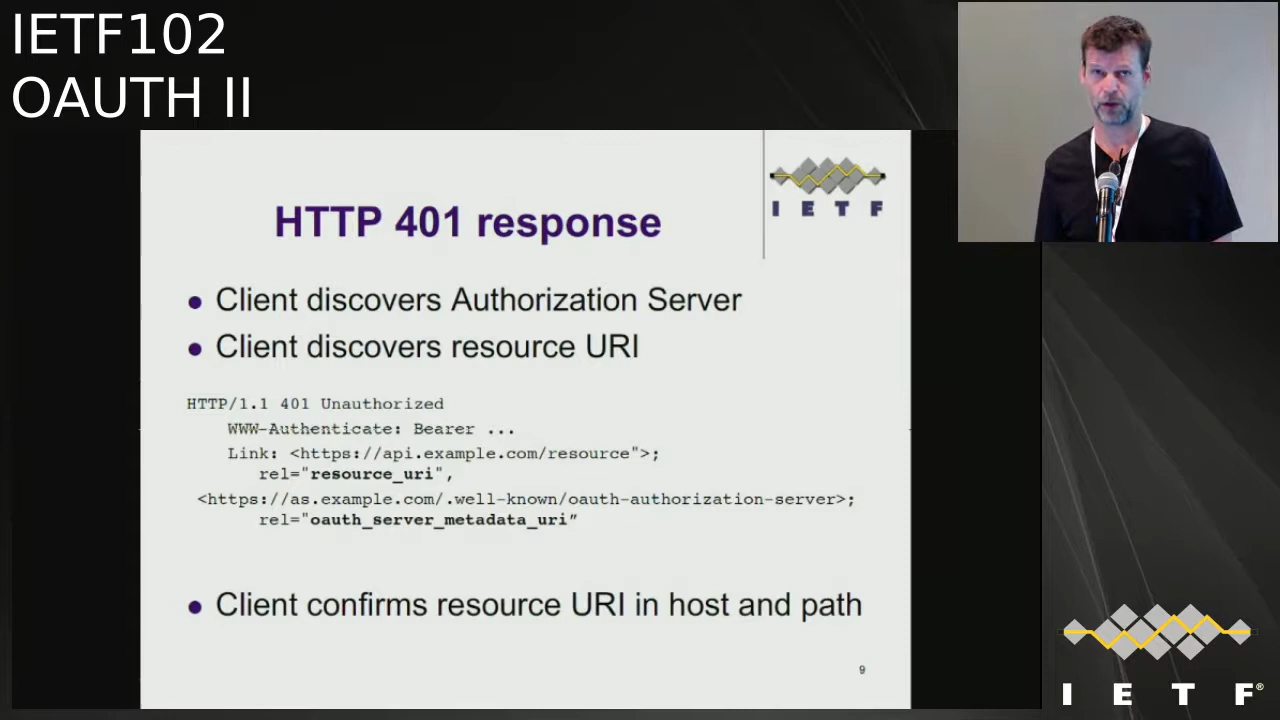 IETF102
OAUTH II
I E T F
HTTP 401 response
Client discovers Authorization Server
Client discovers resource URI
HTTP/1.1 401 Unauthorized
WWW-Authenticate: Bearer ...
Link: <https://api.example.com/resource">;
rel="resource_uri",
<https://as.example.com/.well-known/oauth-authorization-server>;
rel="oauth_server_metadata_uri”
Client confirms resource URI in host and path
9
I E T F®